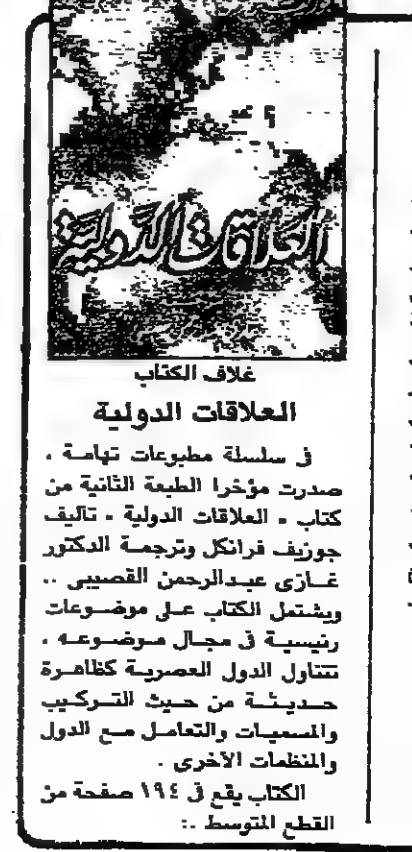 العلاقات الدولية
غلاف الكتاب
العلاقات الدولية
في سلسلة مطبوعات تهامة ،
صدرت مؤخرا الطبعة الثانية من
كتاب « العلاقات الدولية » تأليف
جوزيف فرانكل وترجمة الدكتور
غازى عبدالرحمن القصيبى ..
ويشتمل الكتاب على موضوعات
رئيسية في مجال موضوعه ،
تتناول الدول العصرية كظاهرة
حديثة من حيث التركيب
والمسميات والتعامل مع الدول
والمنظمات الأخرى .
الكتاب يقع في ١٩٤ صفحة من
القطع المتوسط .: